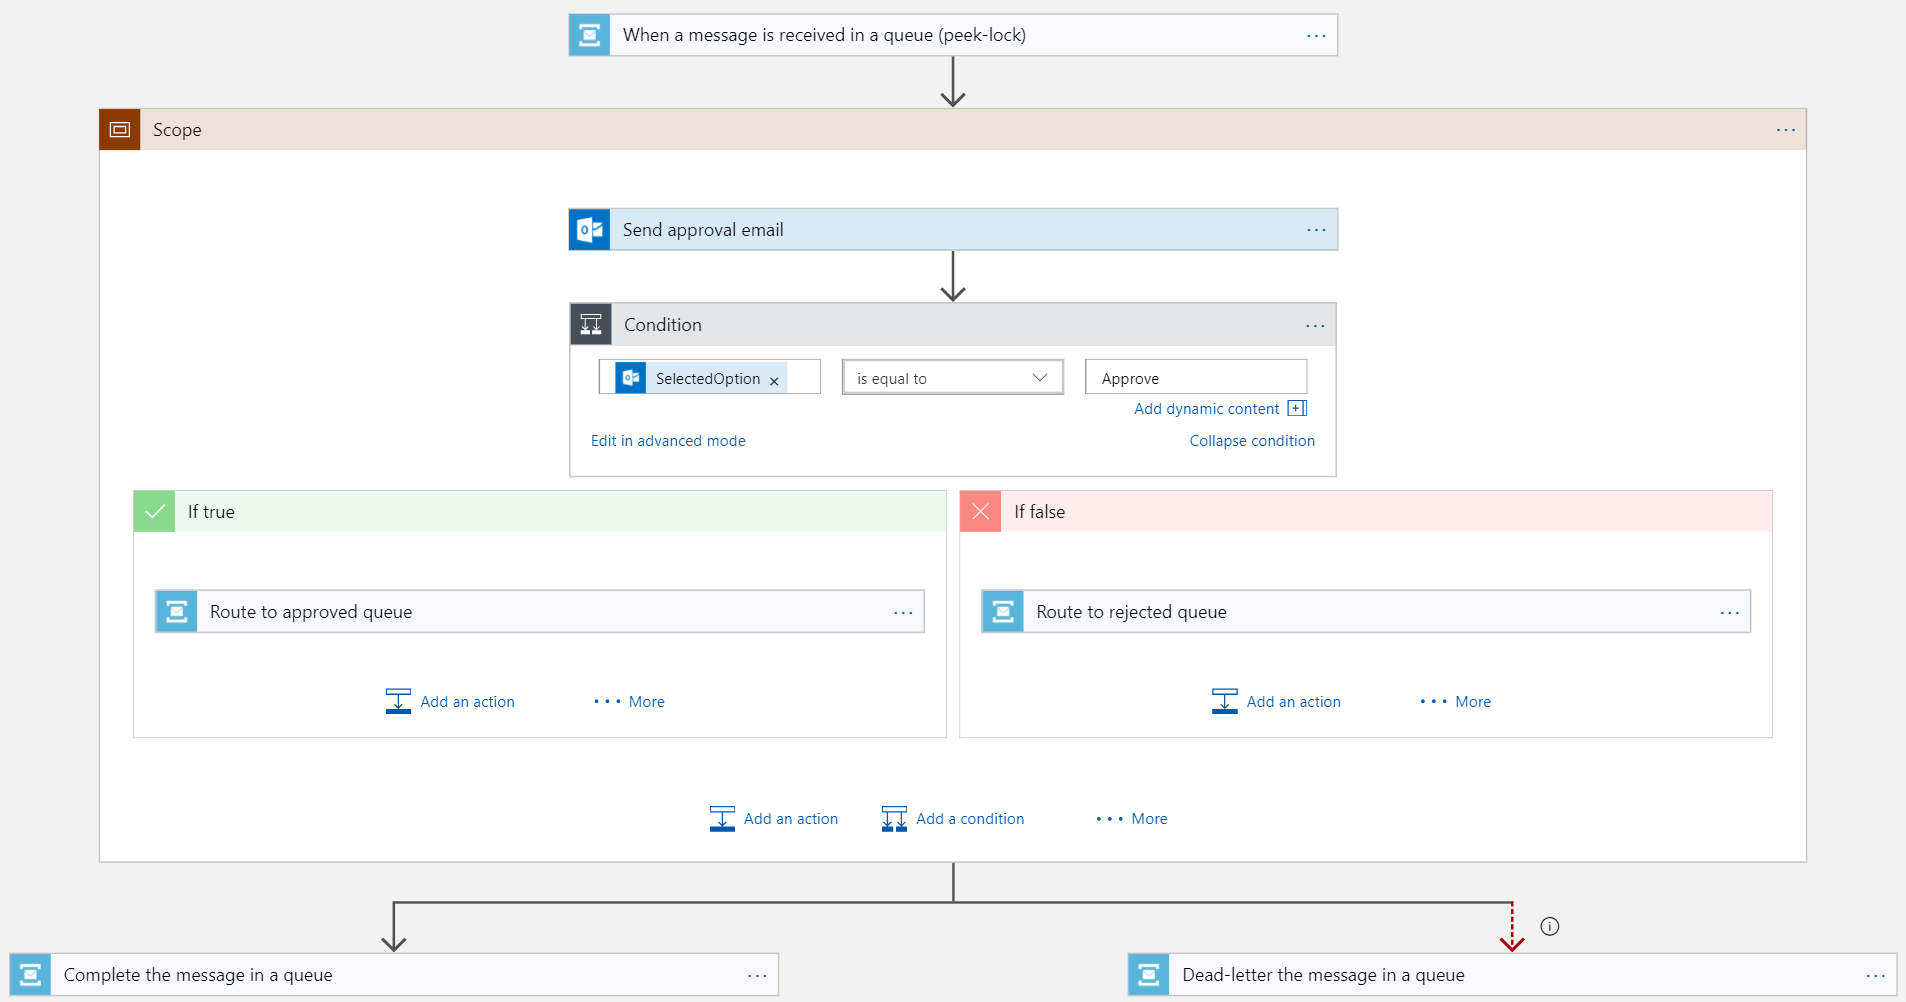 When a message is received in a queue (peek-lock)
Scope
Send approval email
Condition
SelectedOption × is equal to Approve
Add dynamic content
Edit in advanced mode Collapse condition
If true If false
Route to approved queue Route to rejected queue
Add an action More Add an action More
Add an action Add a condition More
Complete the message in a queue Dead-letter the message in a queue